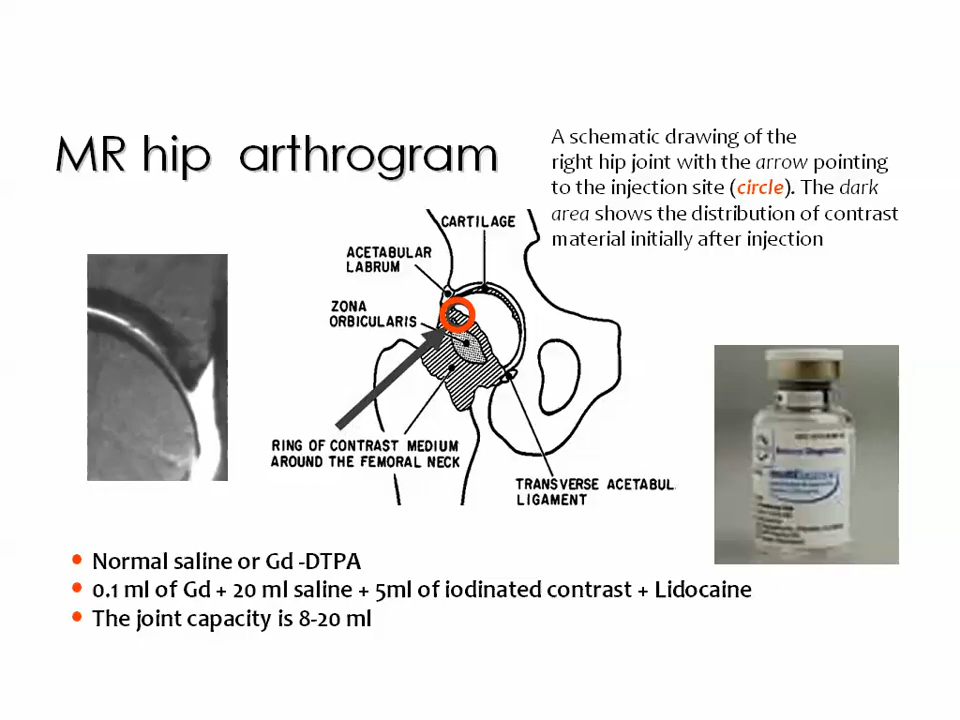 MR hip arthrogram
A schematic drawing of the
right hip joint with the arrow pointing
to the injection site (circle). The dark
area shows the distribution of contrast
material initially after injection
CARTILAGE
ACETABULAR
LABRUM
ZONA
ORBICULARIS
RING OF CONTRAST MEDIUM
AROUND THE FEMORAL NECK
TRANSVERSE ACETABUL
LIGAMENT
Normal saline or Gd -DTPA
0.1 ml of Gd + 20 ml saline + 5ml of iodinated contrast + Lidocaine
The joint capacity is 8-20 ml